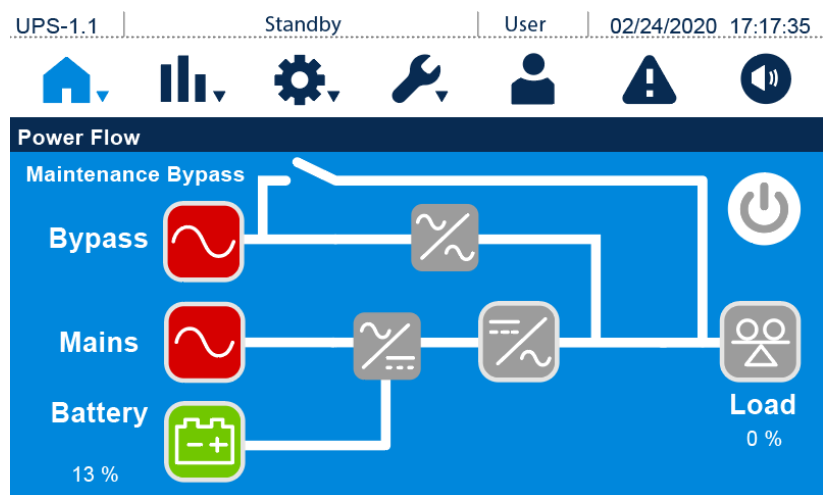 UPS-1.1 Standby User 02/24/2020 17:17:35
Power Flow
Maintenance Bypass
Bypass
Mains
Battery
13 %
Load
0 %